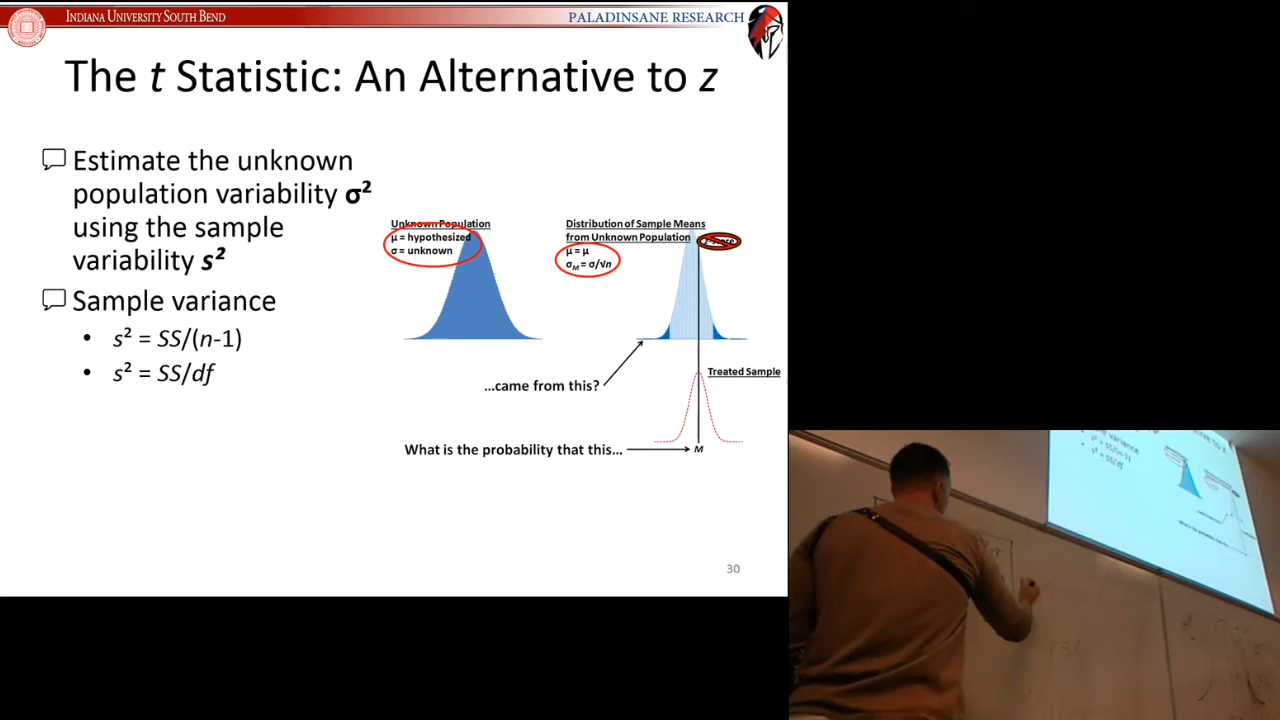 INDIANA UNIVERSITY SOUTH BEND
PALADINSANE RESEARCH
The t Statistic: An Alternative to z
Estimate the unknown
population variability σ²
using the sample
variability s²
Sample variance
• s² = SS/(n-1)
• s² = SS/df
Unknown Population
μ = hypothesized
σ = unknown
Distribution of Sample Means
from Unknown Population
μ = μ
σM = σ/√n
Treated Sample
...came from this?
What is the probability that this...
M
30